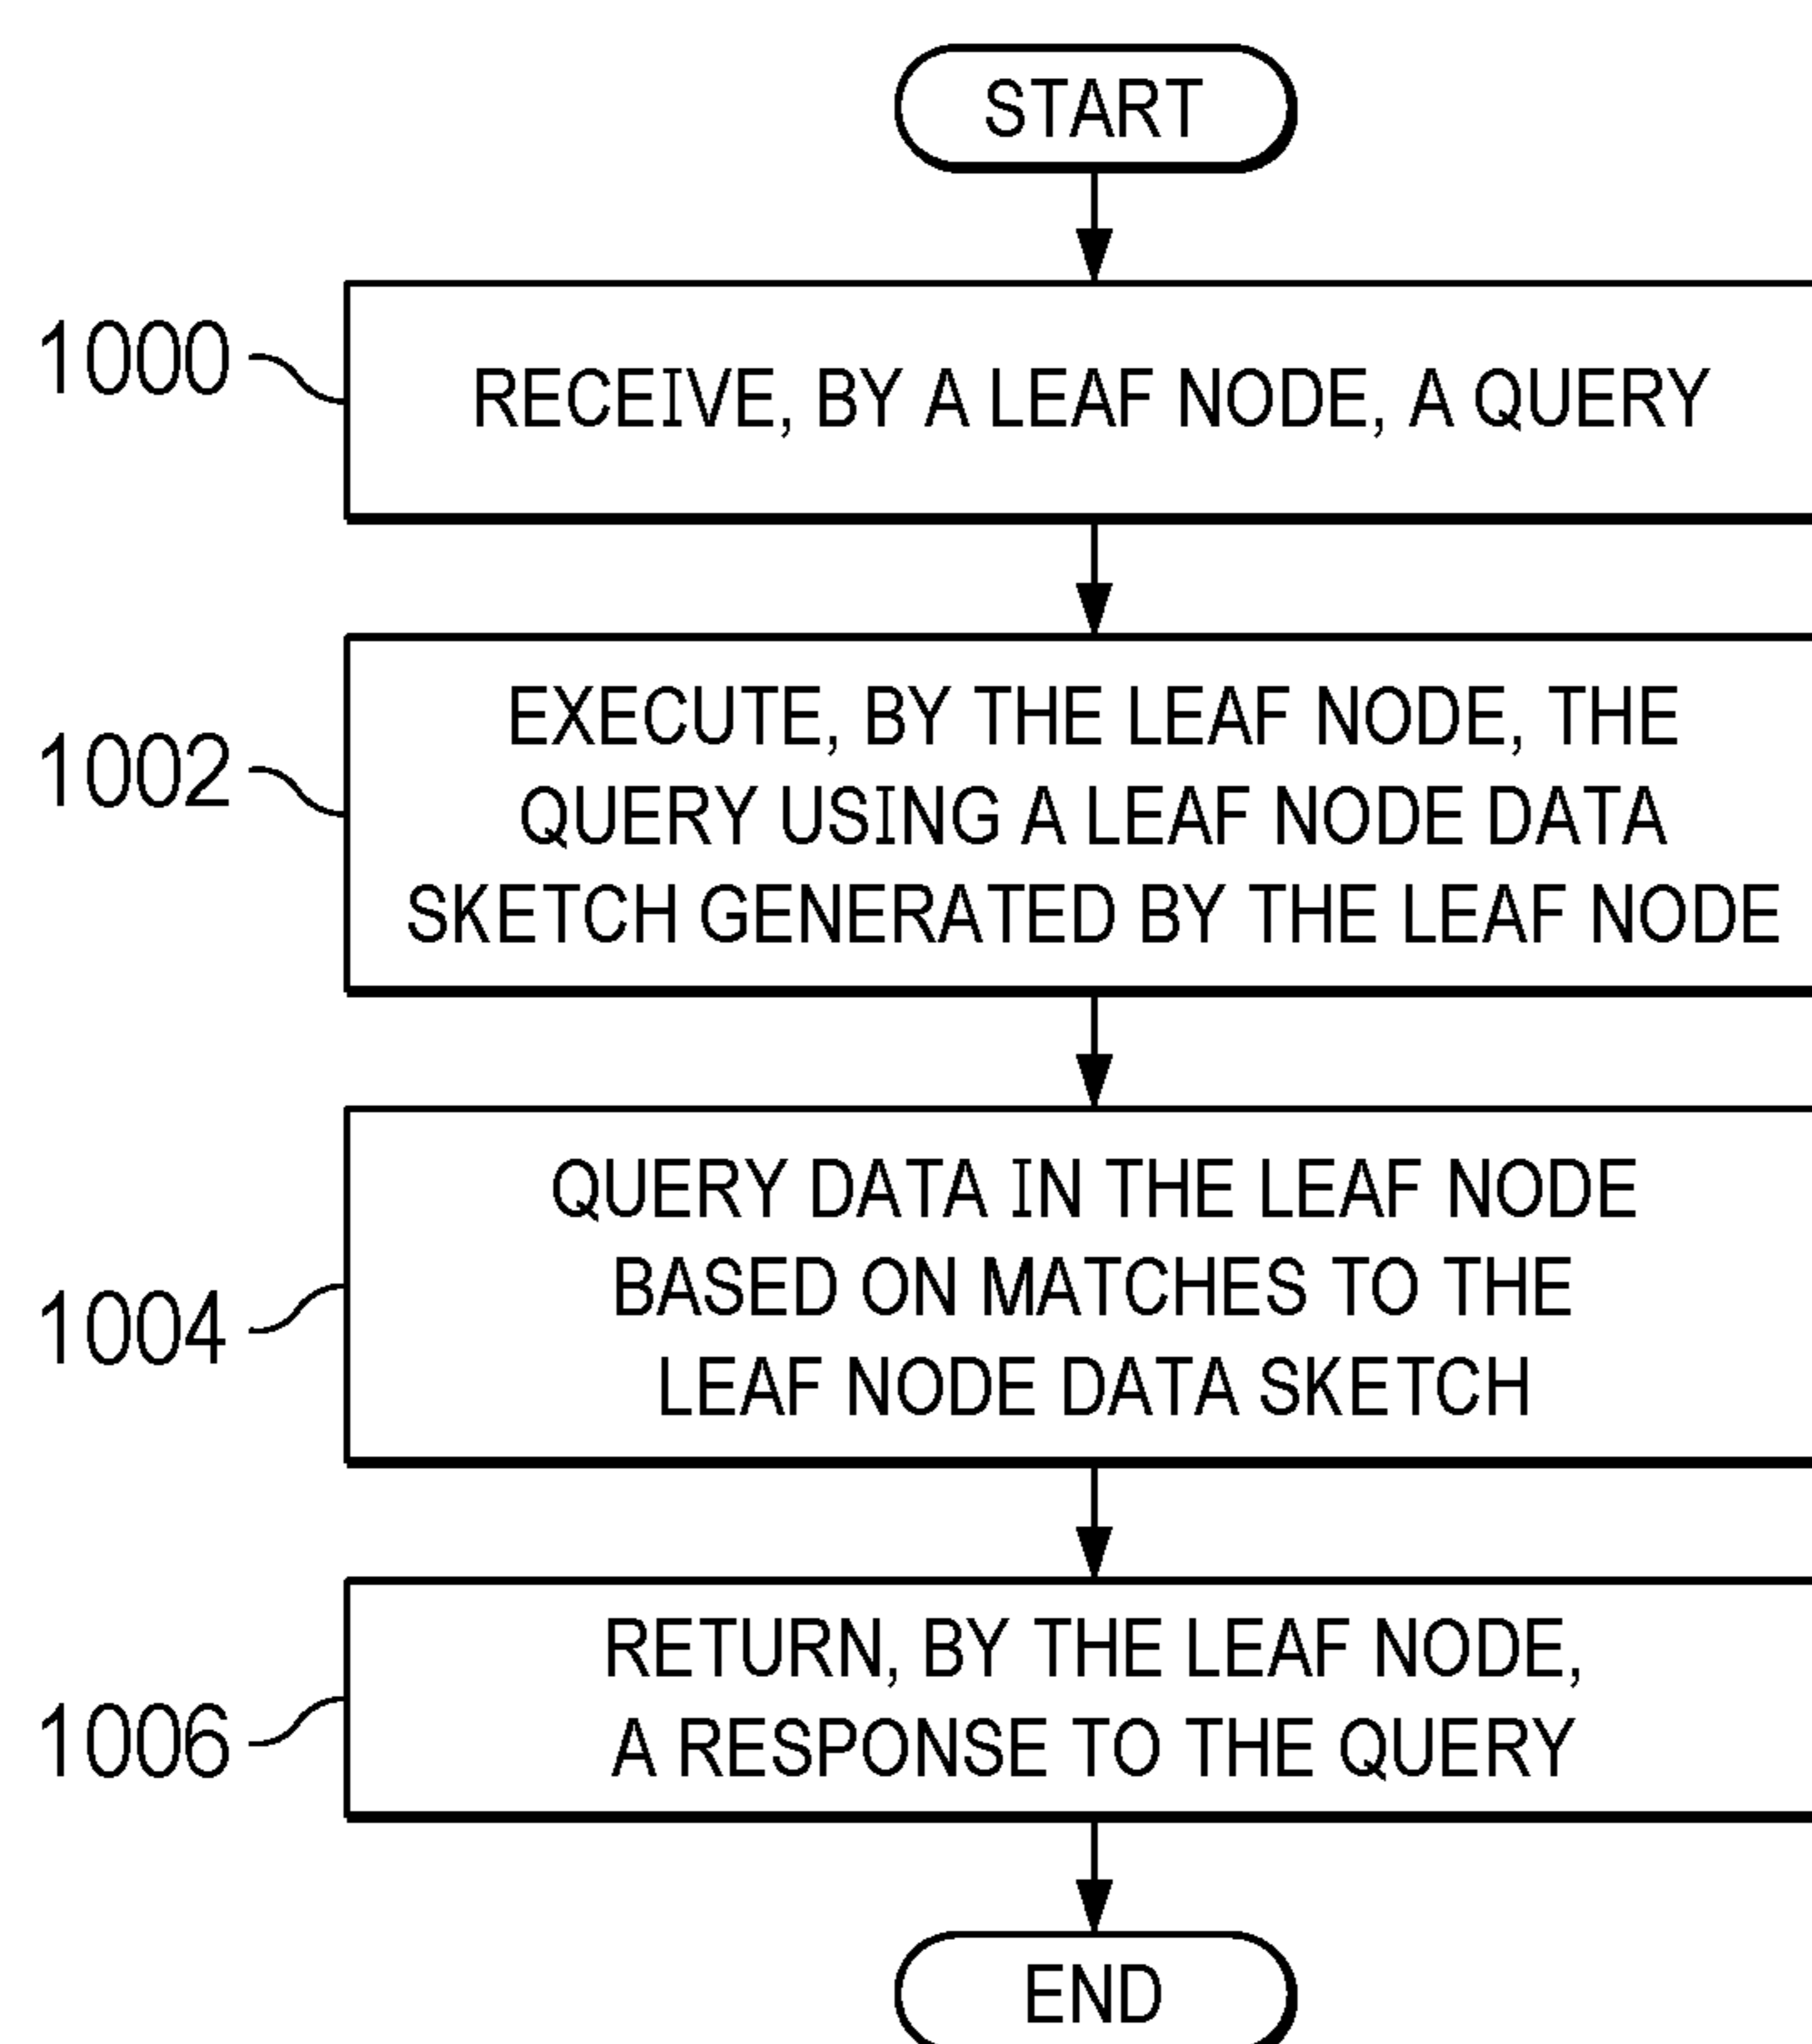 START
1000
RECEIVE, BY A LEAF NODE, A QUERY
1002
EXECUTE, BY THE LEAF NODE, THE
QUERY USING A LEAF NODE DATA
SKETCH GENERATED BY THE LEAF NODE
1004
QUERY DATA IN THE LEAF NODE
BASED ON MATCHES TO THE
LEAF NODE DATA SKETCH
1006
RETURN, BY THE LEAF NODE,
A RESPONSE TO THE QUERY
END